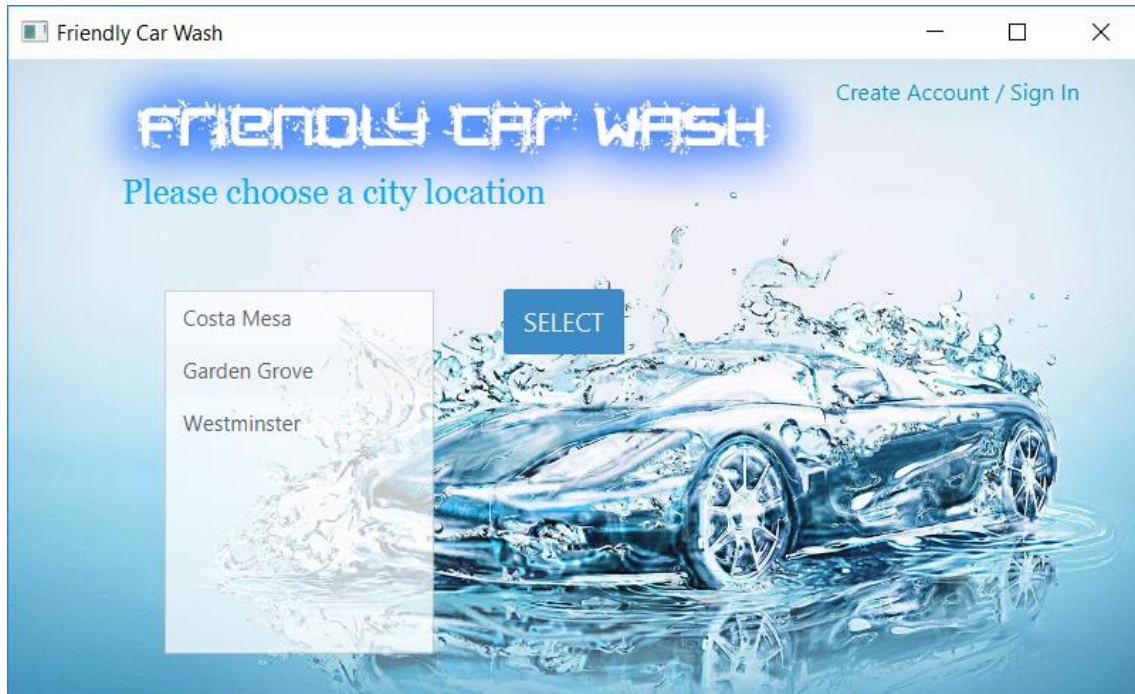 Friendly Car Wash
Create Account / Sign In
FrIENDLY CAr WASH
Please choose a city location
SELECT
Costa Mesa
Garden Grove
Westminster